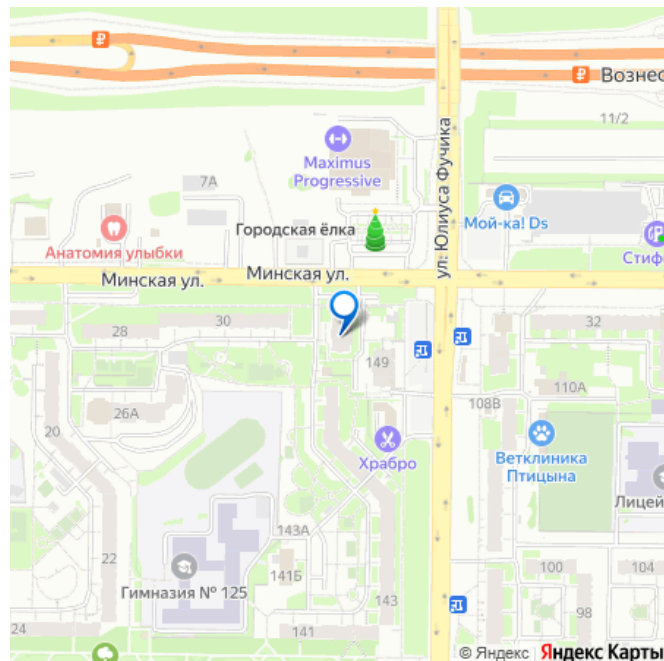 ₽
₽ Вознес
11/2
ул. Юлиуса Фучика
Maximus
Progressive
7А
Мой-ка! Ds
Городская ёлка
Анатомия улыбки
Стиф
Минская ул.
Минская ул.
28
30
32
149
110А
26А
108В
20
Храбро
Ветклиника
Птицына
Лицей
143А
22
100
104
Гимназия № 125
141Б
143
98
24
141
© Яндекс Яндекс Карты